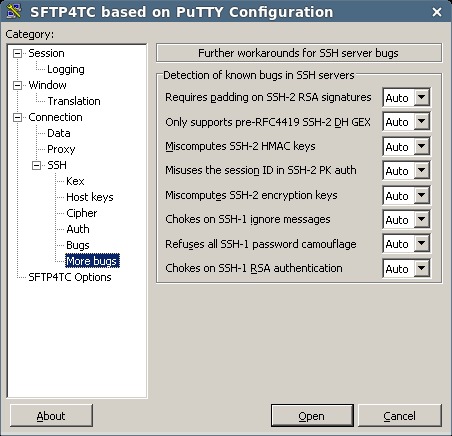 SFTP4TC based on PuTTY Configuration
Category:
Session
Logging
Window
Translation
Connection
Data
Proxy
SSH
Kex
Host keys
Cipher
Auth
Bugs
More bugs
SFTP4TC Options
Further workarounds for SSH server bugs
Detection of known bugs in SSH servers
Requires padding on SSH-2 RSA signatures Auto
Only supports pre-RFC4419 SSH-2 DH GEX Auto
Miscomputes SSH-2 HMAC keys Auto
Misuses the session ID in SSH-2 PK auth Auto
Miscomputes SSH-2 encryption keys Auto
Chokes on SSH-1 ignore messages Auto
Refuses all SSH-1 password camouflage Auto
Chokes on SSH-1 RSA authentication Auto
About Open Cancel